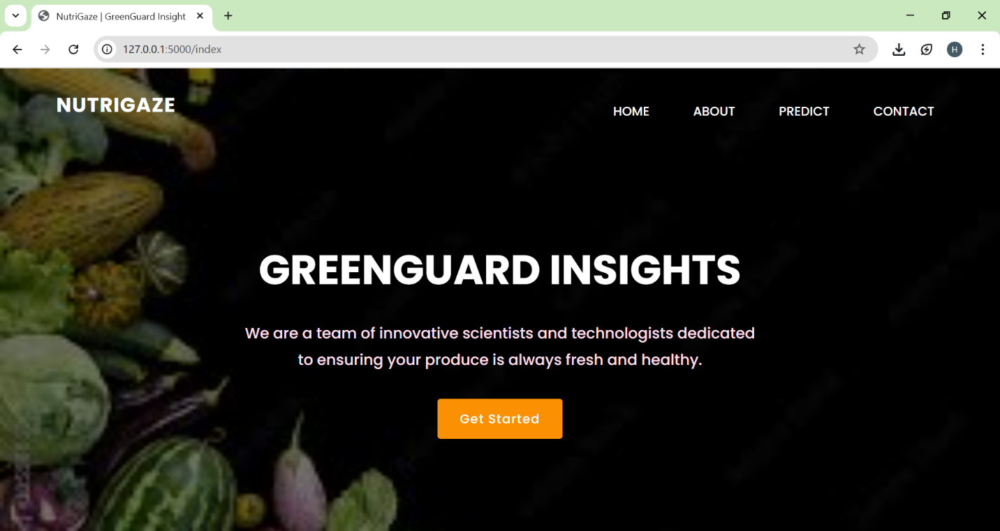 NutriGaze | GreenGuard Insight
127.0.0.1:5000/index
H
NUTRIGAZE
HOME ABOUT PREDICT CONTACT
GREENGUARD INSIGHTS
We are a team of innovative scientists and technologists dedicated
to ensuring your produce is always fresh and healthy.
Get Started